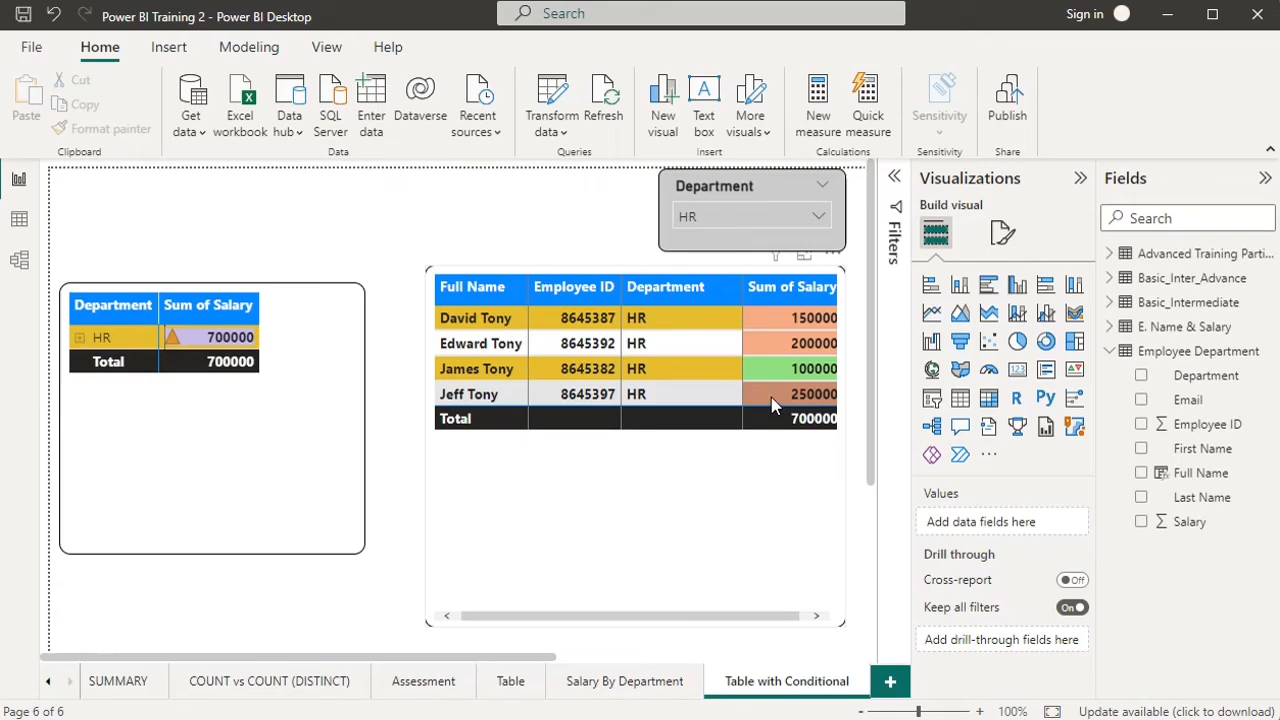 Power BI Training 2 - Power BI Desktop
Search
Sign in
File Home Insert Modeling View Help
Paste
Cut
Copy
Format painter
Clipboard
Get data
Excel workbook
Data hub
SQL Server
Enter data
Dataverse
Recent sources
Data
Transform data
Refresh
Queries
New visual
Text box
More visuals
Insert
New measure
Quick measure
Calculations
Sensitivity
Sensitivity
Publish
Share
Department
HR
Department Sum of Salary
HR 700000
Total 700000
Full Name Employee ID Department Sum of Salary
David Tony 8645387 HR 150000
Edward Tony 8645392 HR 200000
James Tony 8645382 HR 100000
Jeff Tony 8645397 HR 250000
Total 700000
Filters
Visualizations
Build visual
R
Py
123
Values
Add data fields here
Drill through
Cross-report Off
Keep all filters On
Add drill-through fields here
Fields
Search
Advanced Training Parti...
Basic_Inter_Advance
Basic_Intermediate
E. Name & Salary
Employee Department
Department
Email
Employee ID
First Name
Full Name
Last Name
Salary
SUMMARY COUNT vs COUNT (DISTINCT) Assessment Table Salary By Department Table with Conditional
Page 6 of 6
100%
Update available (click to download)